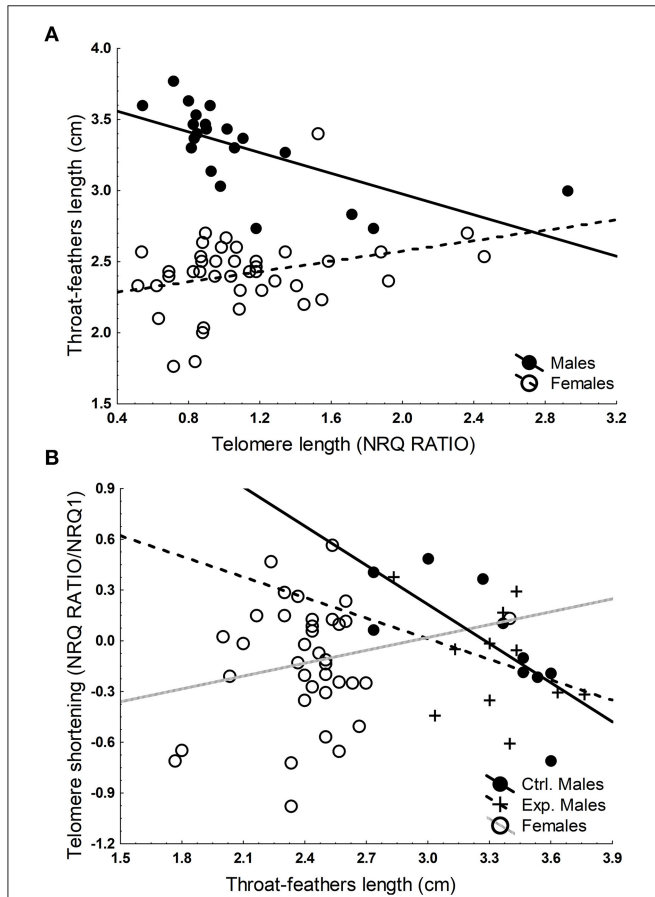 A
4.0
3.5
3.0
2.5
2.0
1.5
Throat-feathers length (cm)
Males
Females
0.4 0.8 1.2 1.6 2.0 2.4 2.8 3.2
Telomere length (NRQ RATIO)
B
0.9
0.6
0.3
0.0
-0.3
-0.6
-0.9
-1.2
Telomere shortening (NRQ RATIO/NRQ1)
Ctrl. Males
Exp. Males
Females
1.5 1.8 2.1 2.4 2.7 3.0 3.3 3.6 3.9
Throat-feathers length (cm)